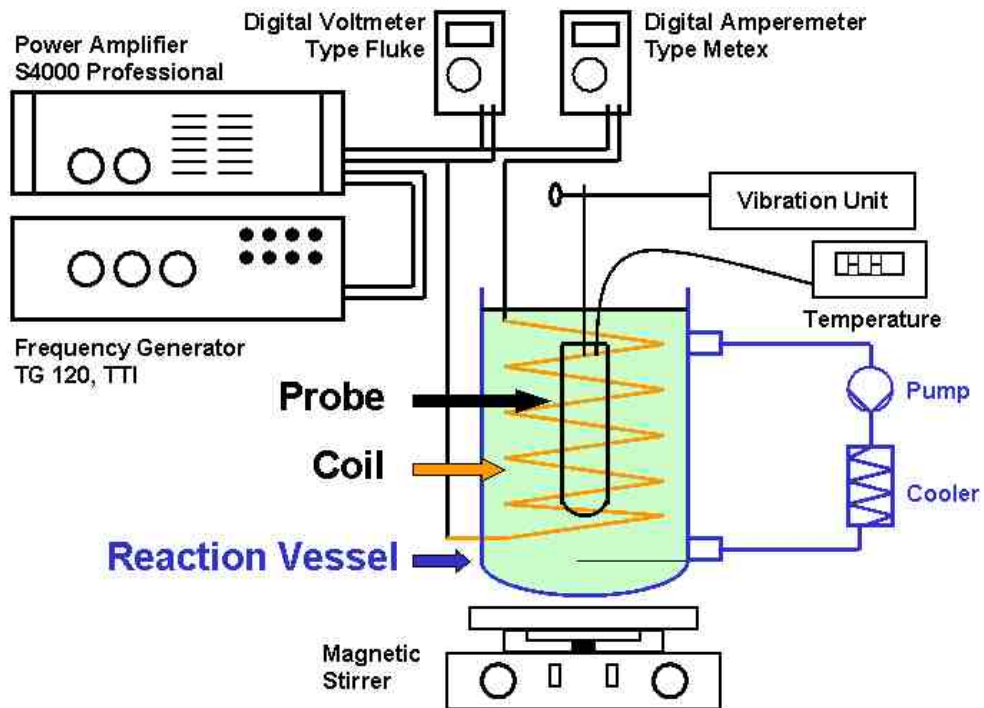 Digital Voltmeter
Type Fluke
Digital Amperemeter
Type Metex
Power Amplifier
S4000 Professional
Vibration Unit
Temperature
Frequency Generator
TG 120, TTI
Probe
Pump
Coil
Cooler
Reaction Vessel
Magnetic
Stirrer